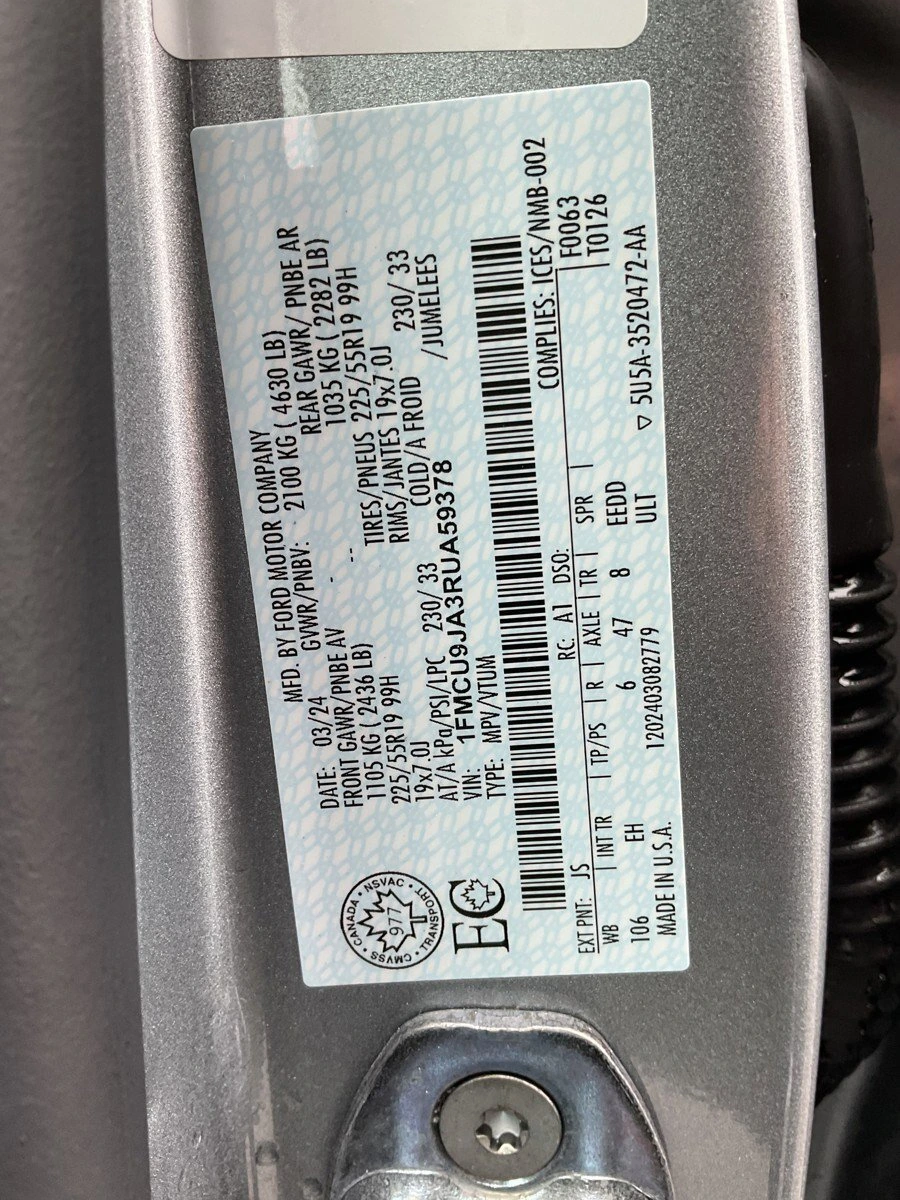 MFD. BY FORD MOTOR COMPANY
DATE: 03/24 GVWR/PNBV: 2100 KG ( 4630 LB)
FRONT GAWR/PNBE AV REAR GAWR/ PNBE AR
1105 KG ( 2436 LB) - -- 1035 KG ( 2282 LB)
225/55R19 99H TIRES/PNEUS 225/55R19 99H
19x7.0J RIMS/JANTES 19x7.0J
AT/A kPa/PSI/LPC 230/ 33 COLD/A FROID 230/ 33
VIN: 1FMCU9JA3RUA59378 /JUMELEES
TYPE: MPV/VTUM
CANADA • NSVAC • TRANSPORT • CMVSS •
977
EC
COMPLIES: ICES/NMB-002
RC: A1 DSO: F0063
EXT PNT: JS T0126
WB INT TR TP/PS R AXLE TR SPR
106 EH 6 47 8 EEDD
1202403082779 ULT
MADE IN U.S.A. ▽ 5U5A-3520472-AA